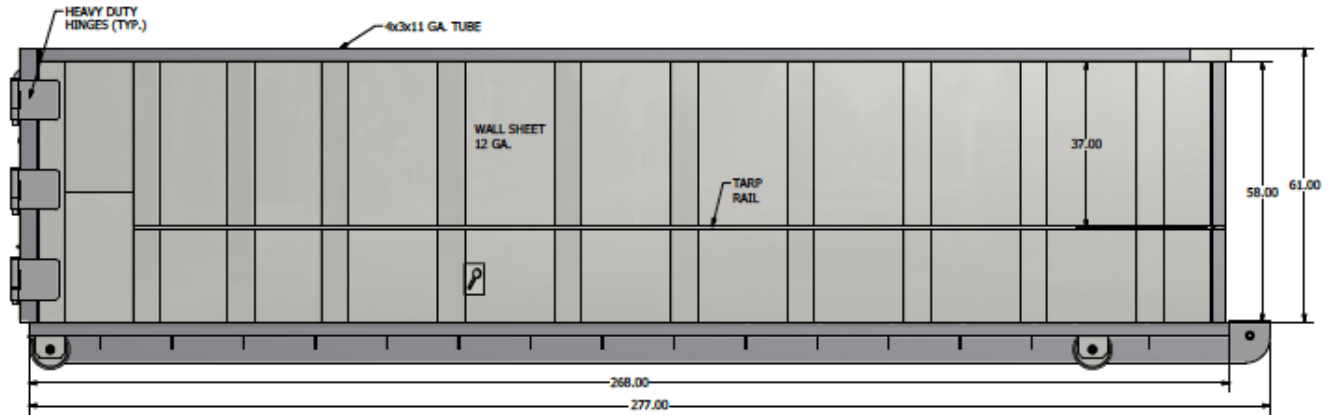 HEAVY DUTY
HINGES (TYP.)
4x3x11 GA. TUBE
WALL SHEET
12 GA.
37.00
TARP
RAIL
58.00
61.00
268.00
277.00